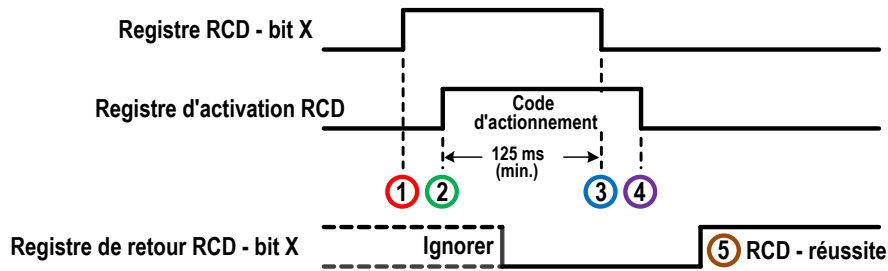 Registre RCD - bit X
Registre d'activation RCD
Code
d'actionnement
125 ms
(min.)
1 2 3 4
Registre de retour RCD - bit X
Ignorer
5 RCD - réussite